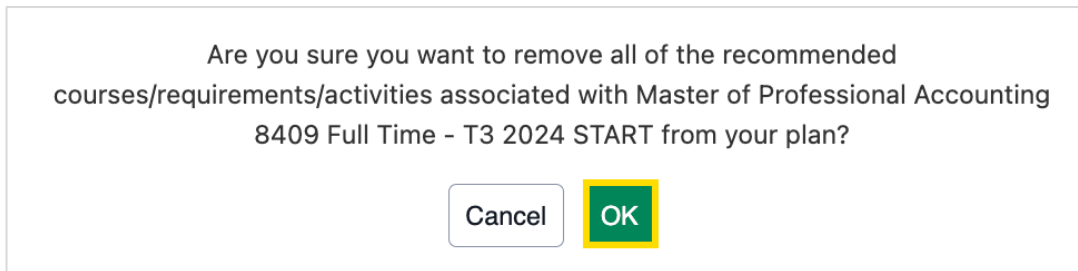 Are you sure you want to remove all of the recommended
courses/requirements/activities associated with Master of Professional Accounting
8409 Full Time - T3 2024 START from your plan?
Cancel OK